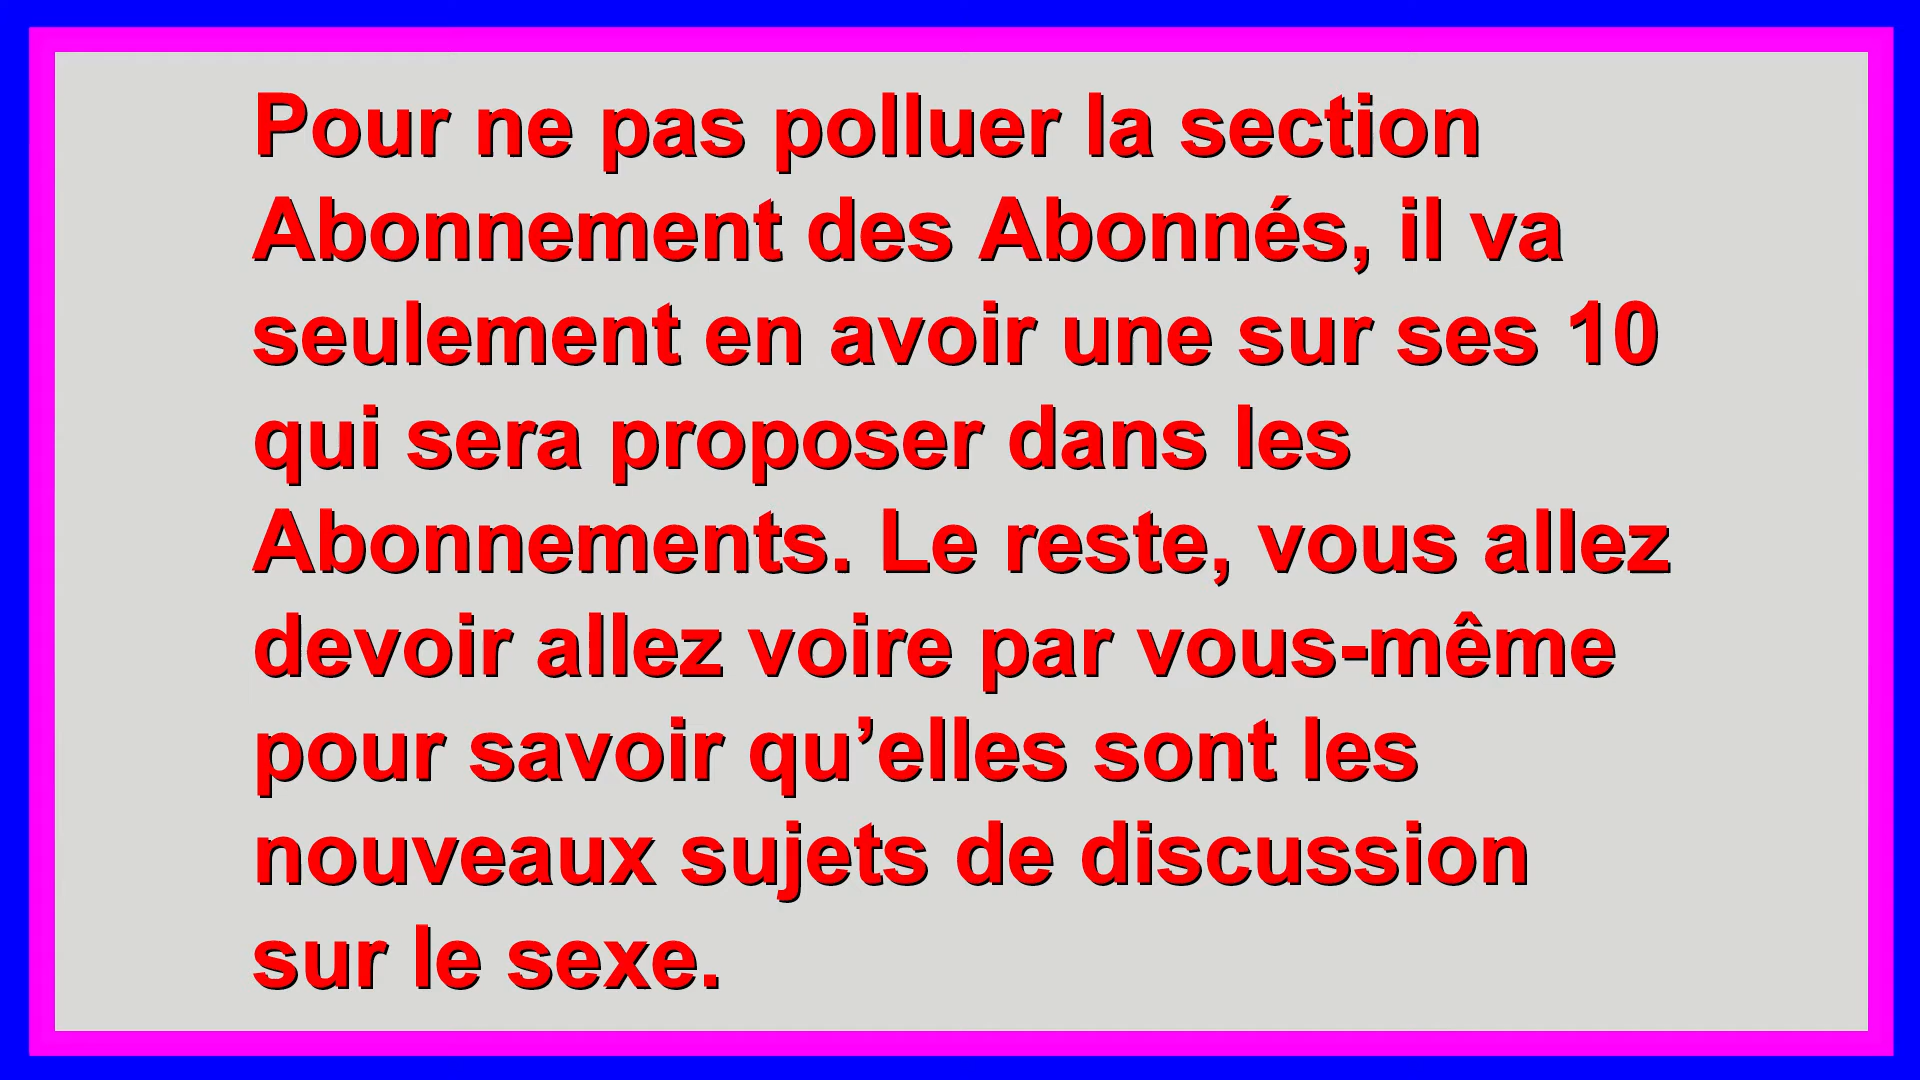 Pour ne pas polluer la section
Abonnement des Abonnés, il va
seulement en avoir une sur ses 10
qui sera proposer dans les
Abonnements. Le reste, vous allez
devoir allez voire par vous-même
pour savoir qu’elles sont les
nouveaux sujets de discussion
sur le sexe.